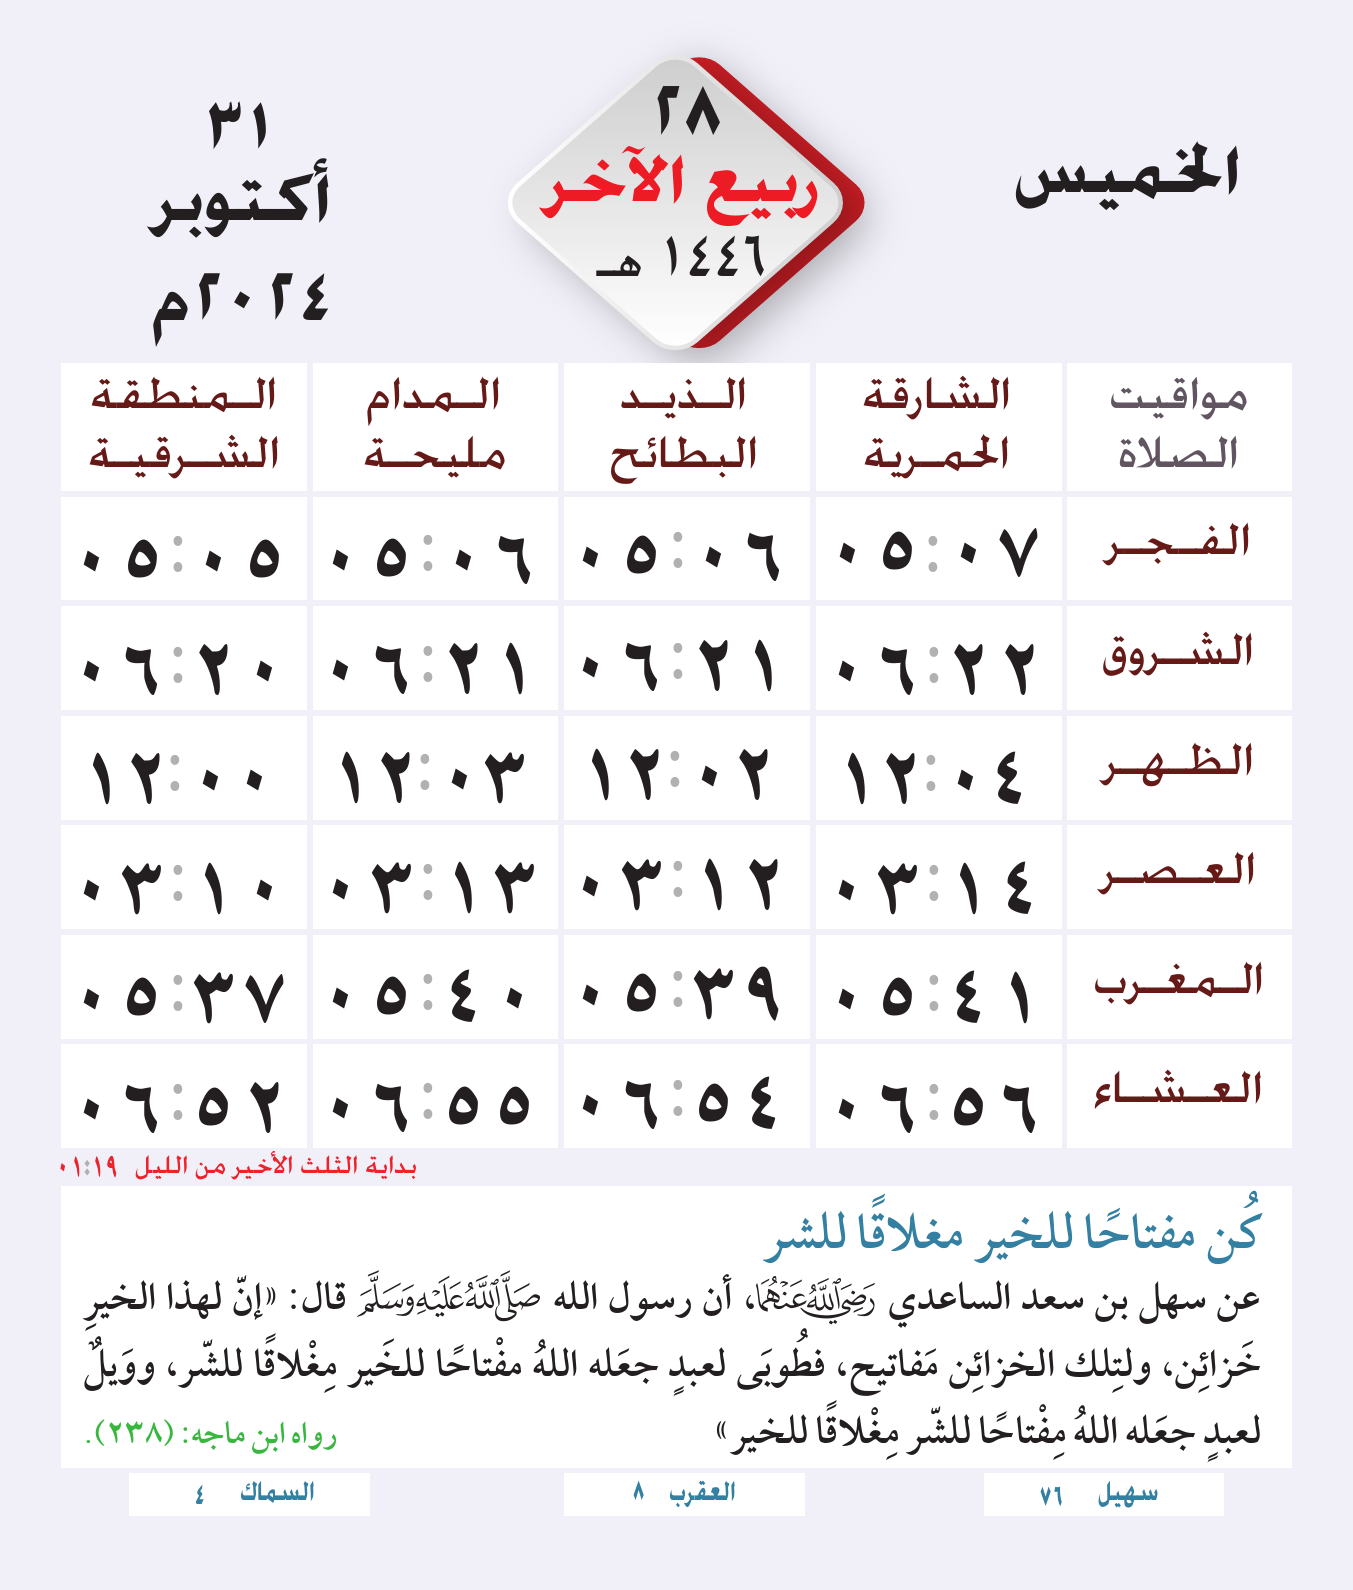 الخميس
٢٨
ربيع الآخر
١٤٤٦ هـ
٣١
أكتوبر
٢٠٢٤م
مواقيت الصلاة | الشارقة الحمرية | الذيد البطائح | المدام مليحة | المنطقة الشرقية
الفجر ٠٥:٠٧ ٠٥:٠٦ ٠٥:٠٦ ٠٥:٠٥
الشروق ٠٦:٢٢ ٠٦:٢١ ٠٦:٢١ ٠٦:٢٠
الظهر ١٢:٠٤ ١٢:٠٢ ١٢:٠٣ ١٢:٠٠
العصر ٠٣:١٤ ٠٣:١٢ ٠٣:١٣ ٠٣:١٠
المغرب ٠٥:٤١ ٠٥:٣٩ ٠٥:٤٠ ٠٥:٣٧
العشاء ٠٦:٥٦ ٠٦:٥٤ ٠٦:٥٥ ٠٦:٥٢
بداية الثلث الأخير من الليل ٠١:١٩
كُن مفتاحًا للخير مغلاقًا للشر
عن سهل بن سعد الساعدي رَضِيَ اللَّهُ عَنْهُمَا، أن رسول الله صَلَّى اللَّهُ عَلَيْهِ وَسَلَّمَ قال: «إنّ لهذا الخيرِ
خَزائِن، ولتِلك الخزائِن مَفاتيح، فطُوبَى لعبدٍ جعَله اللهُ مفْتاحًا للخَير مِغْلاقًا للشّر، ووَيلٌ
لعبدٍ جعَله اللهُ مِفْتاحًا للشّر مِغْلاقًا للخير» رواه ابن ماجه: (٢٣٨).
سهيل ٧٦
العقرب ٨
السماك ٤